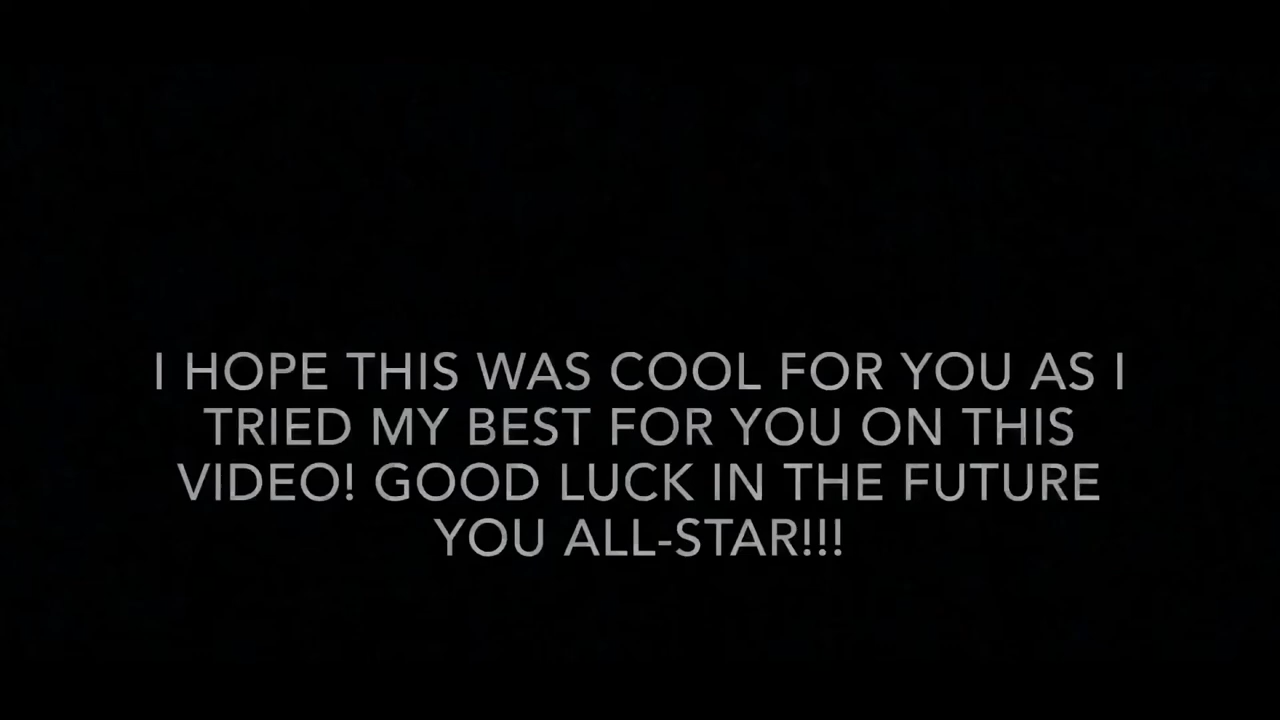 I HOPE THIS WAS COOL FOR YOU AS I
TRIED MY BEST FOR YOU ON THIS
VIDEO! GOOD LUCK IN THE FUTURE
YOU ALL-STAR!!!